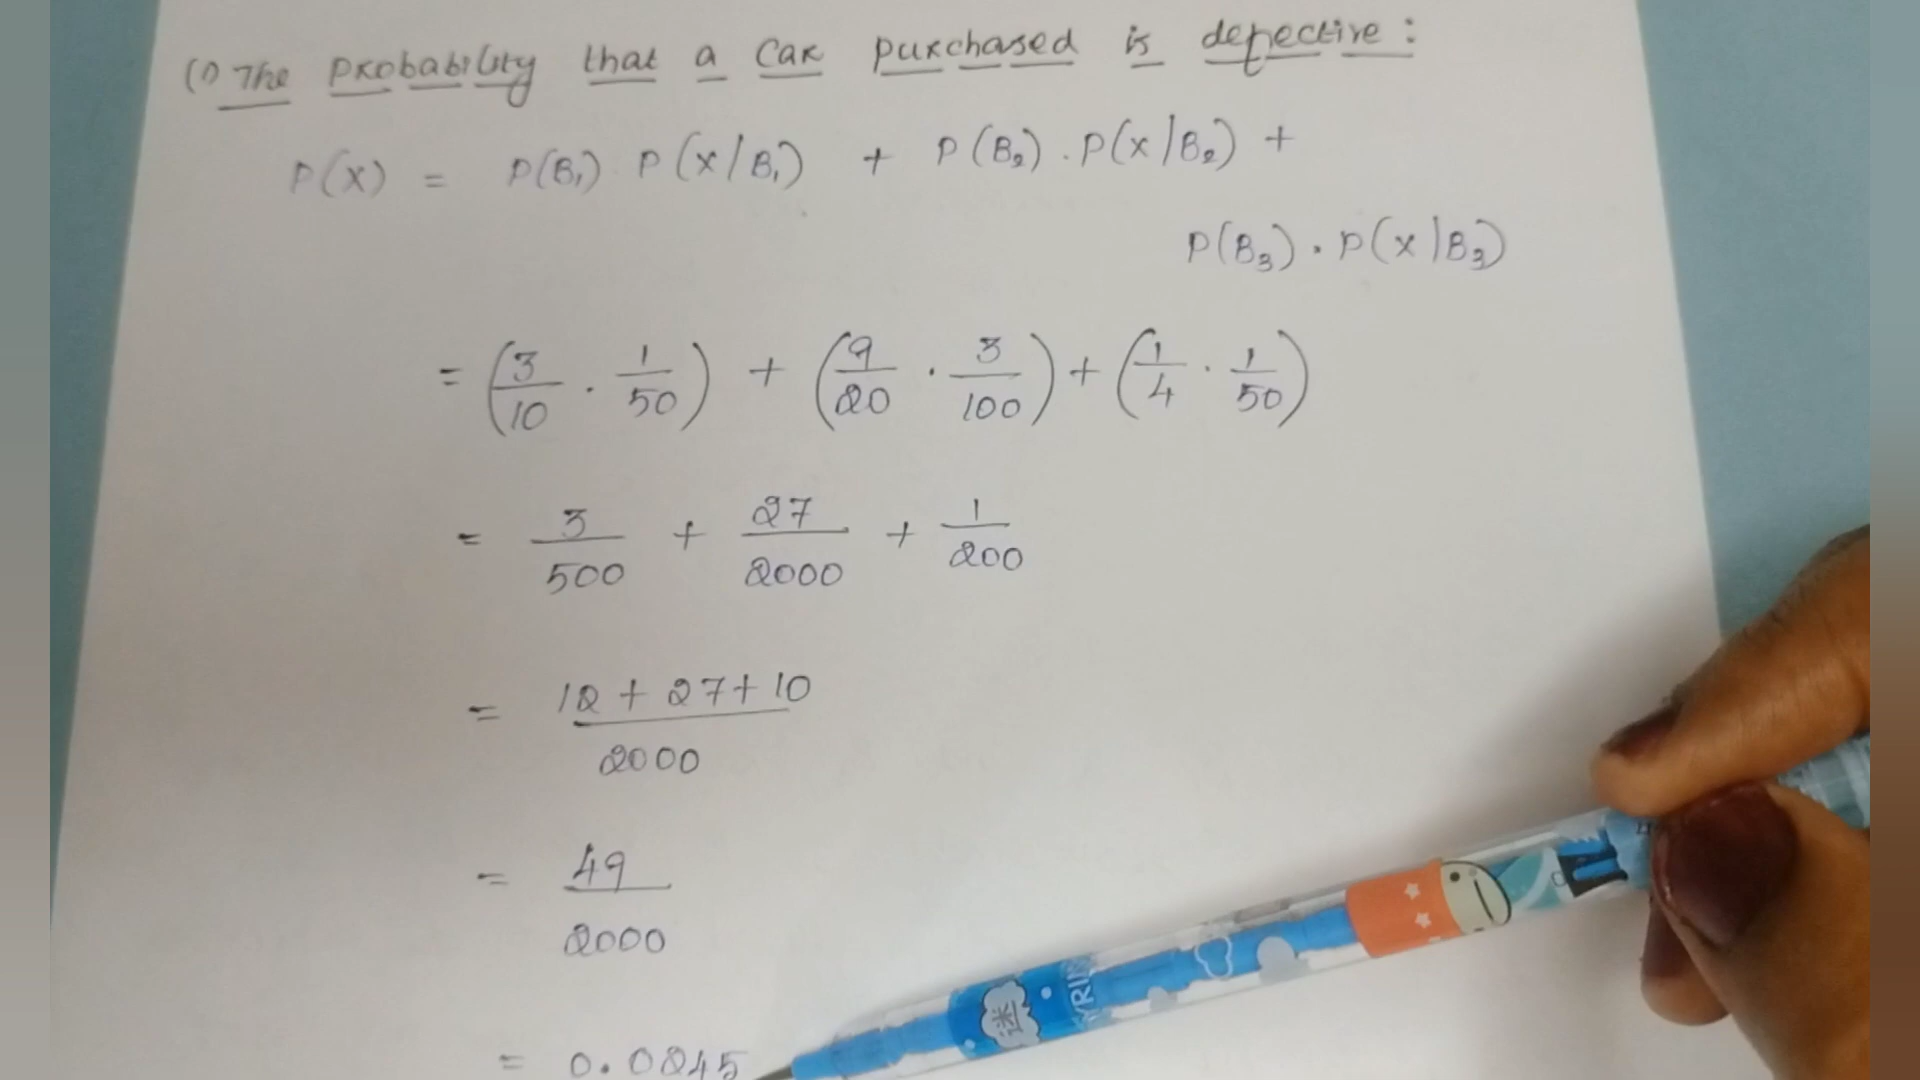 (i) The Probability that a Car purchased is defective :
P(X) = P(B₁) P(X/B₁) + P(B₂) . P(X|B₂) +
P(B₃) . P(X|B₃)
= (3/10 . 1/50) + (9/20 . 3/100) + (1/4 . 1/50)
= 3/500 + 27/2000 + 1/200
= 12 + 27 + 10 / 2000
= 49/2000
= 0.0245
迷